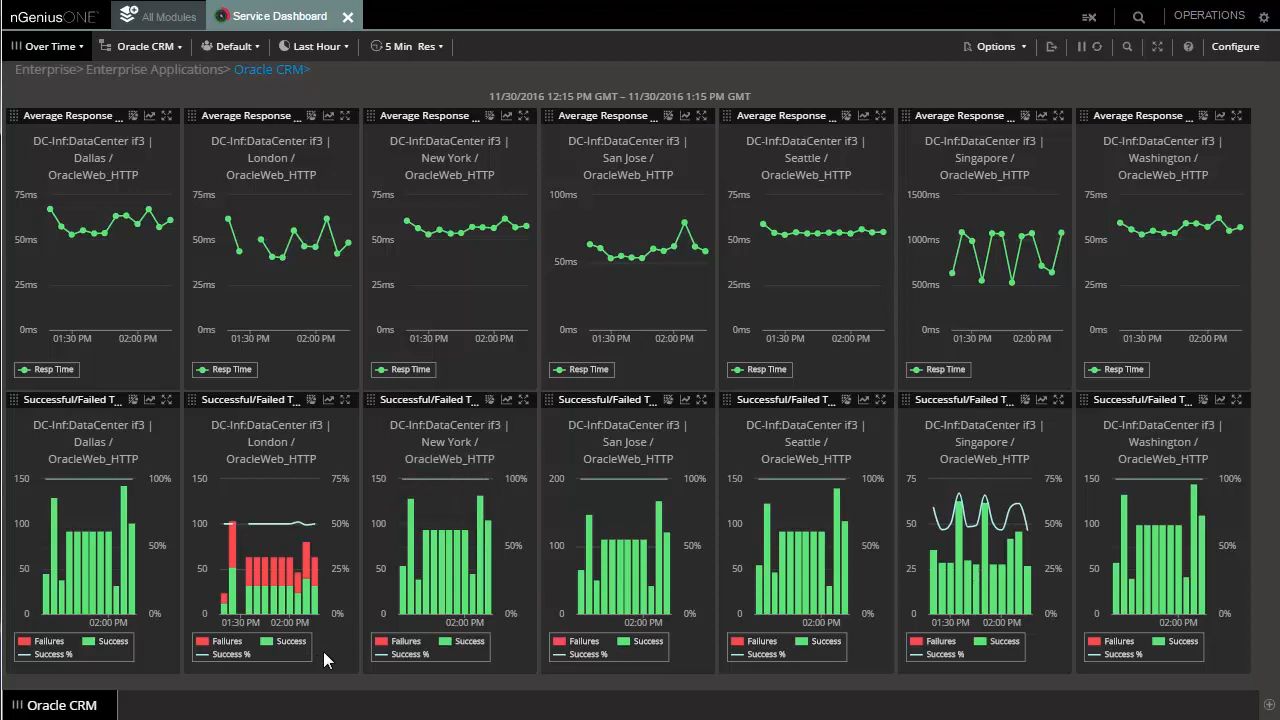 nGeniusONE
All Modules
Service Dashboard
OPERATIONS
Over Time
Oracle CRM
Default
Last Hour
5 Min Res
Options
Configure
Enterprise> Enterprise Applications> Oracle CRM>
11/30/2016 12:15 PM GMT – 11/30/2016 1:15 PM GMT
Average Response ...
DC-Inf:DataCenter if3 |
Dallas /
OracleWeb_HTTP
75ms
50ms
25ms
0ms
01:30 PM 02:00 PM
Resp Time
Average Response ...
DC-Inf:DataCenter if3 |
London /
OracleWeb_HTTP
75ms
50ms
25ms
0ms
01:30 PM 02:00 PM
Resp Time
Average Response ...
DC-Inf:DataCenter if3 |
New York /
OracleWeb_HTTP
75ms
50ms
25ms
0ms
01:30 PM 02:00 PM
Resp Time
Average Response ...
DC-Inf:DataCenter if3 |
San Jose /
OracleWeb_HTTP
100ms
50ms
0ms
01:30 PM 02:00 PM
Resp Time
Average Response ...
DC-Inf:DataCenter if3 |
Seattle /
OracleWeb_HTTP
75ms
50ms
25ms
0ms
01:30 PM 02:00 PM
Resp Time
Average Response ...
DC-Inf:DataCenter if3 |
Singapore /
OracleWeb_HTTP
1500ms
1000ms
500ms
0ms
01:30 PM 02:00 PM
Resp Time
Average Response ...
DC-Inf:DataCenter if3 |
Washington /
OracleWeb_HTTP
75ms
50ms
25ms
0ms
01:30 PM 02:00 PM
Resp Time
Successful/Failed T...
DC-Inf:DataCenter if3 |
Dallas /
OracleWeb_HTTP
150 100%
100
50%
50
0 0%
02:00 PM
Failures Success
Success %
Successful/Failed T...
DC-Inf:DataCenter if3 |
London /
OracleWeb_HTTP
150 75%
100 50%
50 25%
0 0%
01:30 PM 02:00 PM
Failures Success
Success %
Successful/Failed T...
DC-Inf:DataCenter if3 |
New York /
OracleWeb_HTTP
150 100%
100
50%
50
0 0%
02:00 PM
Failures Success
Success %
Successful/Failed T...
DC-Inf:DataCenter if3 |
San Jose /
OracleWeb_HTTP
200 100%
100 50%
0 0%
02:00 PM
Failures Success
Success %
Successful/Failed T...
DC-Inf:DataCenter if3 |
Seattle /
OracleWeb_HTTP
150 100%
100
50%
50
0 0%
02:00 PM
Failures Success
Success %
Successful/Failed T...
DC-Inf:DataCenter if3 |
Singapore /
OracleWeb_HTTP
75 75%
50 50%
25 25%
0 0%
01:30 PM 02:00 PM
Failures Success
Success %
Successful/Failed T...
DC-Inf:DataCenter if3 |
Washington /
OracleWeb_HTTP
150 100%
100
50%
50
0 0%
02:00 PM
Failures Success
Success %
Oracle CRM